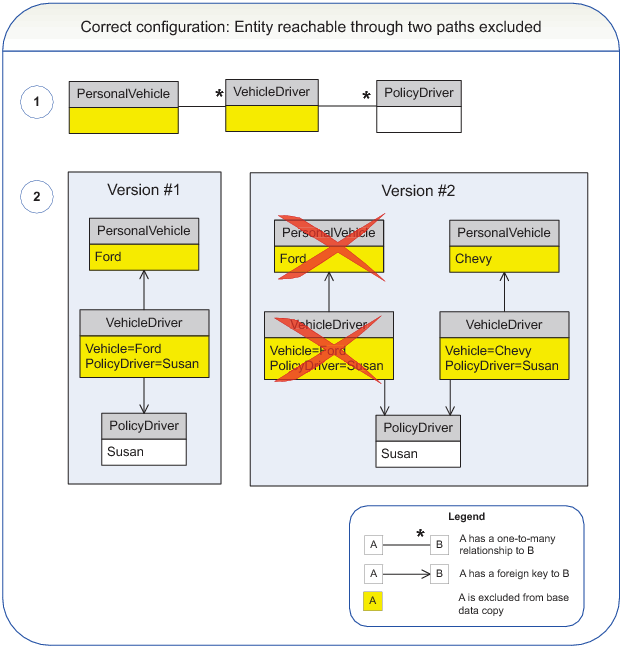 Correct configuration: Entity reachable through two paths excluded
1
PersonalVehicle
*
VehicleDriver
*
PolicyDriver
2
Version #1
PersonalVehicle
Ford
VehicleDriver
Vehicle=Ford
PolicyDriver=Susan
PolicyDriver
Susan
Version #2
PersonalVehicle
Ford
PersonalVehicle
Chevy
VehicleDriver
Vehicle=Ford
PolicyDriver=Susan
VehicleDriver
Vehicle=Chevy
PolicyDriver=Susan
PolicyDriver
Susan
Legend
A
*
B
A has a one-to-many
relationship to B
A
B
A has a foreign key to B
A
A is excluded from base
data copy